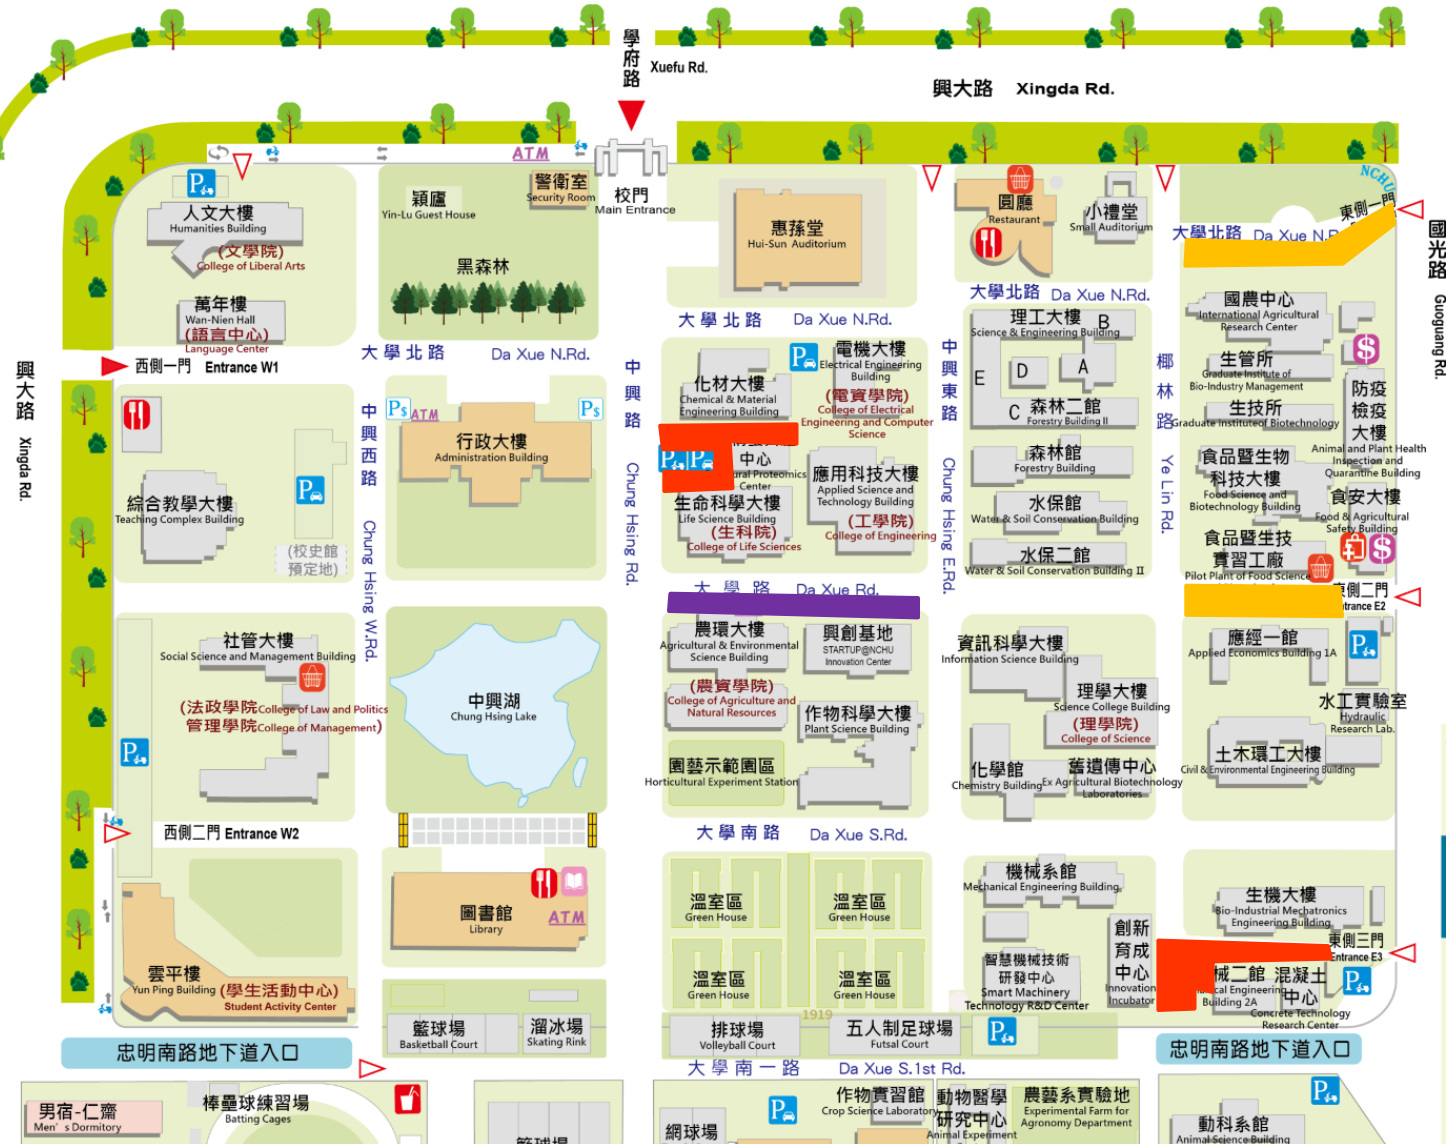 學府路
Xuefu Rd.
興大路 Xingda Rd.
ATM
警衛室
Security Room
校門
Main Entrance
穎廬
Yin-Lu Guest House
黑森林
人文大樓
Humanities Building
(文學院)
College of Liberal Arts
萬年樓
Wan-Nien Hall
(語言中心)
Language Center
惠蓀堂
Hui-Sun Auditorium
圓廳
Restaurant
小禮堂
Small Auditorium
NCHU
東側一門
國光路 Guoguang Rd.
大學北路 Da Xue N.R
大學北路 Da Xue N.Rd.
大學北路 Da Xue N.Rd.
大學北路 Da Xue N.Rd.
西側一門 Entrance W1
興大路 Xingda Rd.
中興西路 Chung Hsing W.Rd.
中興路 Chung Hsing Rd.
中興東路 Chung Hsing E.Rd.
椰林路 Ye Lin Rd.
P$
ATM
P$
行政大樓
Administration Building
綜合教學大樓
Teaching Complex Building
P
(校史館
預定地)
化材大樓
Chemical & Material
Engineering Building
P
電機大樓
Electrical Engineering
Building
(電資學院)
College of Electrical
Engineering and Computer
Science
中心
Center
應用科技大樓
Applied Science and
Technology Building
(工學院)
College of Engineering
生命科學大樓
Life Science Building
(生科院)
College of Life Sciences
理工大樓
Science & Engineering Building
A
B
C
D
E
森林二館
Forestry Building II
森林館
Forestry Building
水保館
Water & Soil Conservation Building
水保二館
Water & Soil Conservation Building II
國農中心
International Agricultural
Research Center
生管所
Graduate Institute of
Bio-Industry Management
生技所
Graduate Instituteof Biotechnology
食品暨生物
科技大樓
Food Science and
Biotechnology Building
防疫
檢疫
大樓
Animal and Plant Health
Inspection and
Quarantine Building
食安大樓
Food & Agricultural
Safety Building
食品暨生技
實習工廠
Pilot Plant of Food Science
東側二門
ntrance E2
大學路 Da Xue Rd.
社管大樓
Social Science and Management Building
(法政學院College of Law and Politics
管理學院College of Management)
P
中興湖
Chung Hsing Lake
農環大樓
Agricultural & Environmental
Science Building
(農資學院)
College of Agriculture and
Natural Resources
興創基地
STARTUP@NCHU
Innovation Center
作物科學大樓
Plant Science Building
園藝示範園區
Horticultural Experiment Station
資訊科學大樓
Information Science Building
理學大樓
Science College Building
(理學院)
College of Science
化學館
Chemistry Building
舊遺傳中心
Ex Agricultural Biotechnology
Laboratories
應經一館
Applied Economics Building 1A
P
水工實驗室
Hydraulic
Research Lab.
土木環工大樓
Civil & Environmental Engineering Building
西側二門 Entrance W2
大學南路 Da Xue S.Rd.
圖書館
Library
ATM
雲平樓
Yun Ping Building
(學生活動中心)
Student Activity Center
溫室區
Green House
溫室區
Green House
溫室區
Green House
溫室區
Green House
機械系館
Mechanical Engineering Building
智慧機械技術
研發中心
Smart Machinery
Technology R&D Center
創新
育成
中心
Innovation
Incubator
生機大樓
Bio-Industrial Mechatronics
Engineering Building
東側三門
Entrance E3
械二館
Building 2A
混凝土
中心
Concrete Technology
Research Center
P
籃球場
Basketball Court
溜冰場
Skating Rink
1919
排球場
Volleyball Court
五人制足球場
Futsal Court
P
忠明南路地下道入口
忠明南路地下道入口
大學南一路 Da Xue S.1st Rd.
男宿-仁齋
Men's Dormitory
棒壘球練習場
Batting Cages
籃球場
網球場
P
作物實習館
Crop Science Laboratory
動物醫學
研究中心
Animal Experiment
農藝系實驗地
Experimental Farm for
Agronomy Department
P
動科系館
Animal Science Building